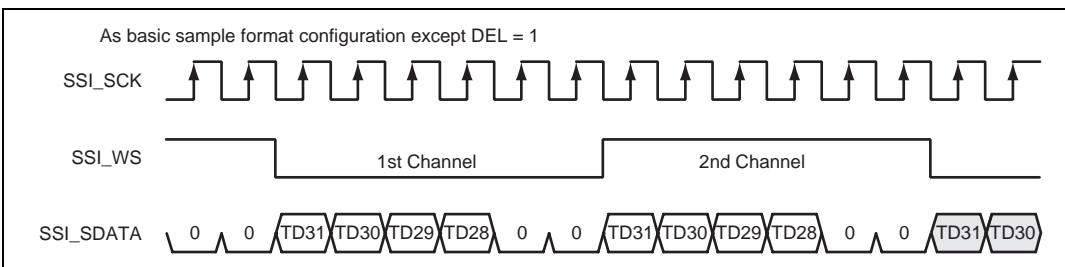 As basic sample format configuration except DEL = 1
SSI_SCK
SSI_WS 1st Channel 2nd Channel
SSI_SDATA 0 0 TD31 TD30 TD29 TD28 0 0 TD31 TD30 TD29 TD28 0 0 TD31 TD30